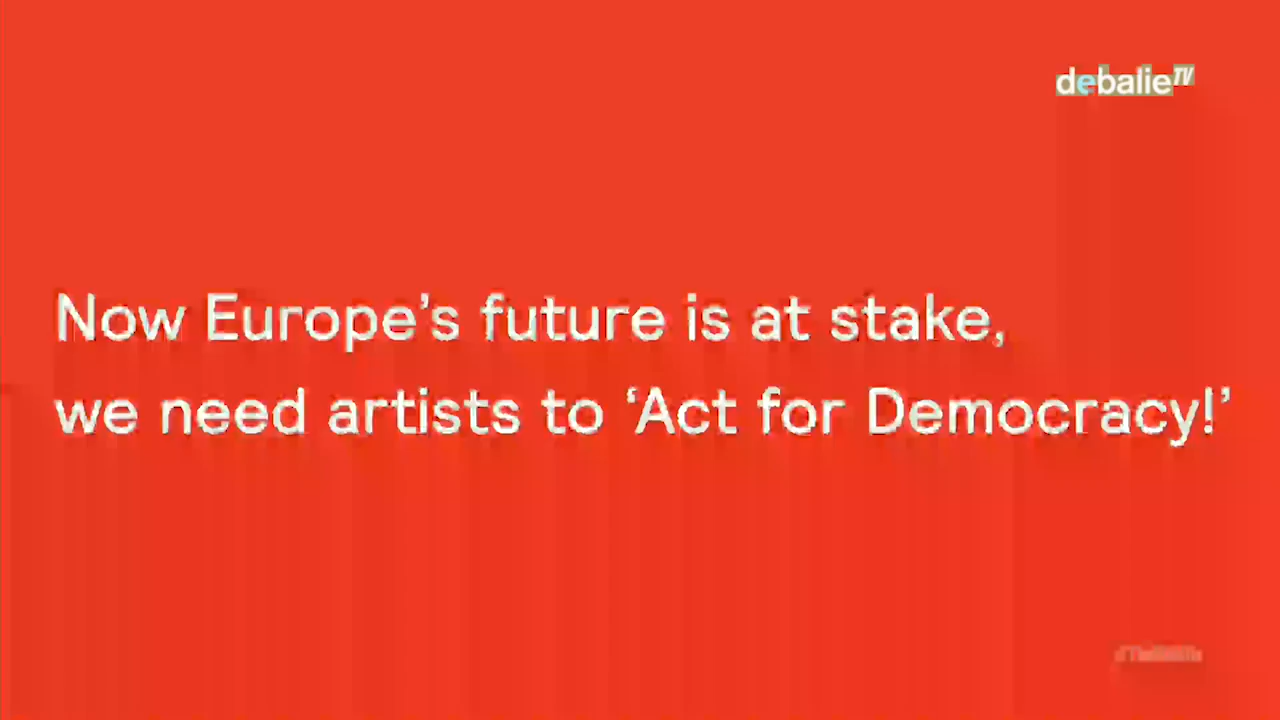 debalieTV
Now Europe’s future is at stake,
we need artists to ‘Act for Democracy!’